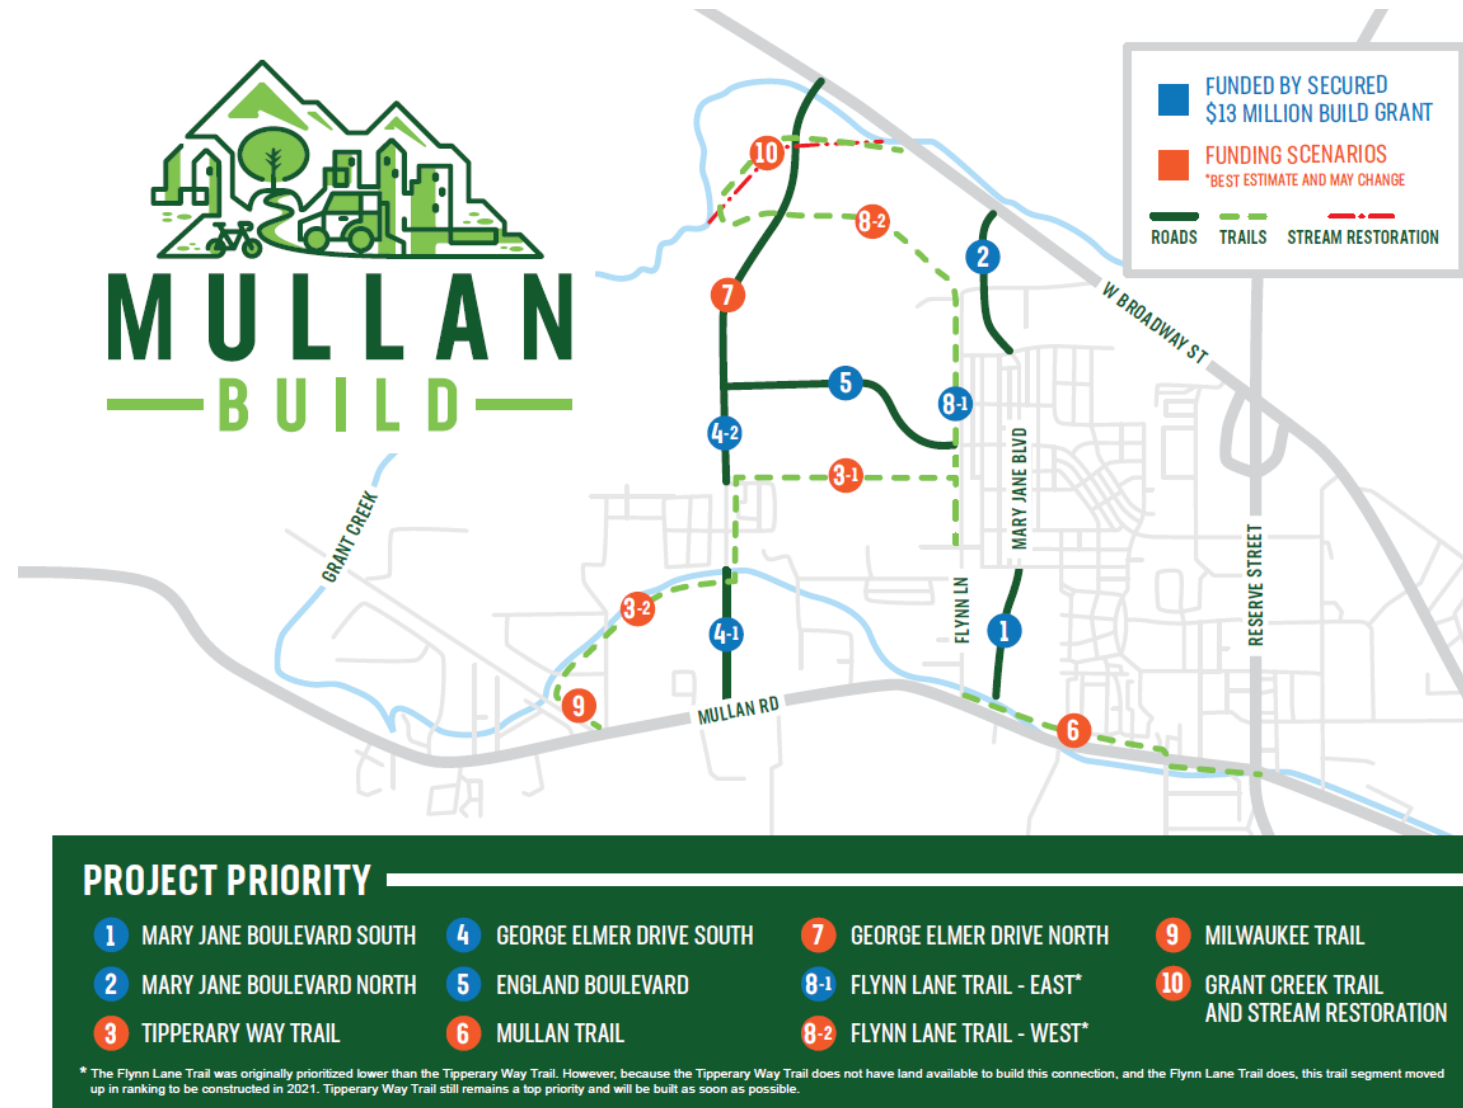 MULLAN
BUILD
FUNDED BY SECURED
$13 MILLION BUILD GRANT
FUNDING SCENARIOS
*BEST ESTIMATE AND MAY CHANGE
ROADS TRAILS STREAM RESTORATION
10
8-2
2
7
W BROADWAY ST
5
8-1
4-2
3-1
MARY JANE BLVD
GRANT CREEK
RESERVE STREET
FLYNN LN
3-2
4-1
1
9
MULLAN RD
6
PROJECT PRIORITY
1 MARY JANE BOULEVARD SOUTH
2 MARY JANE BOULEVARD NORTH
3 TIPPERARY WAY TRAIL
4 GEORGE ELMER DRIVE SOUTH
5 ENGLAND BOULEVARD
6 MULLAN TRAIL
7 GEORGE ELMER DRIVE NORTH
8-1 FLYNN LANE TRAIL - EAST*
8-2 FLYNN LANE TRAIL - WEST*
9 MILWAUKEE TRAIL
10 GRANT CREEK TRAIL
AND STREAM RESTORATION
* The Flynn Lane Trail was originally prioritized lower than the Tipperary Way Trail. However, because the Tipperary Way Trail does not have land available to build this connection, and the Flynn Lane Trail does, this trail segment moved
up in ranking to be constructed in 2021. Tipperary Way Trail still remains a top priority and will be built as soon as possible.